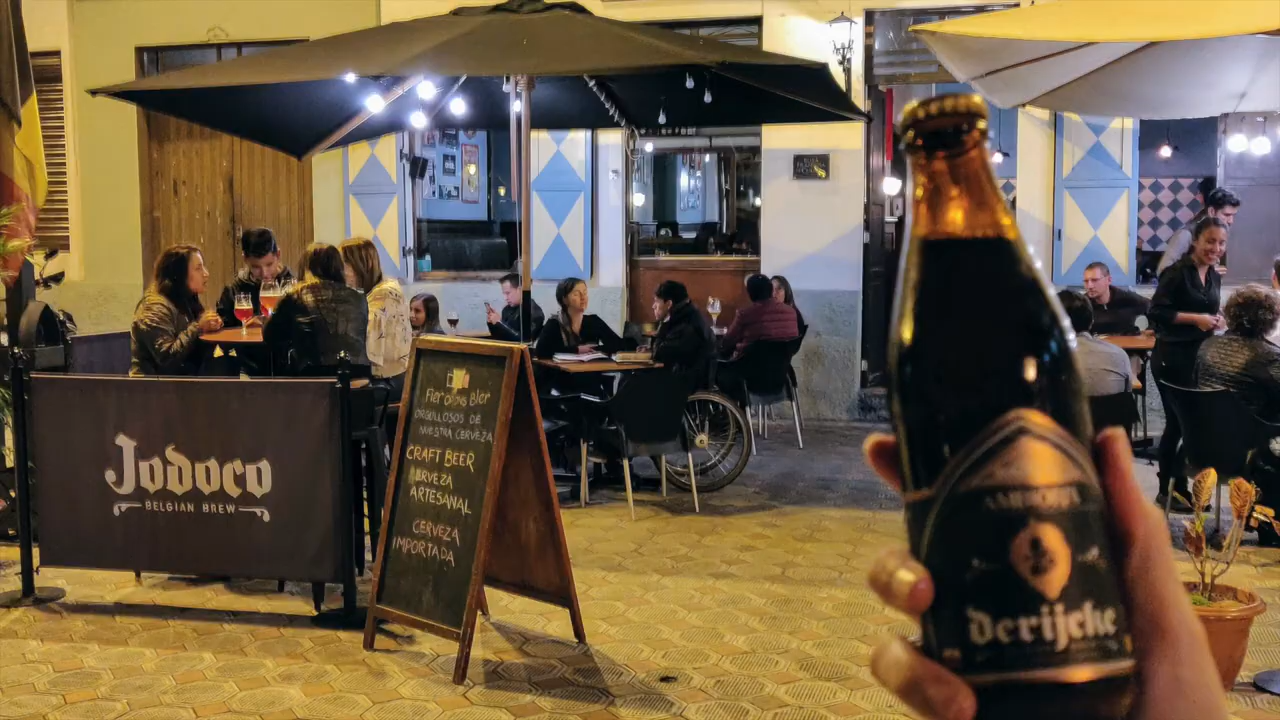 Jodoco
BELGIAN BREW
Fier op ons Bier
ORGULLOSOS DE
NUESTRA CERVEZA
CRAFT BEER
CERVEZA
ARTESANAL
CERVEZA
IMPORTADA
derijcke